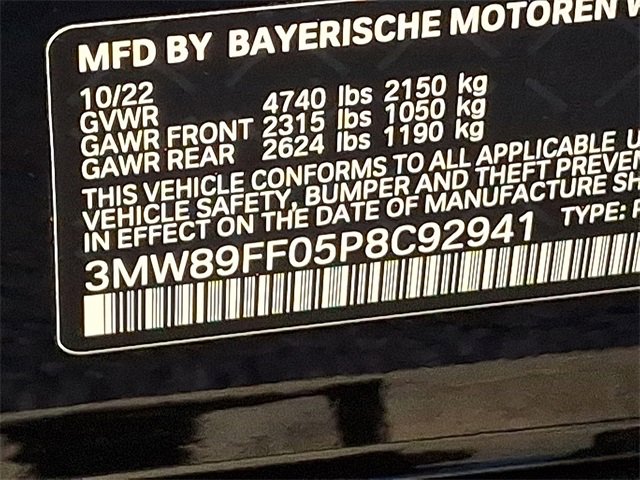 MFD BY BAYERISCHE MOTOREN W
10/22
GVWR 4740 lbs 2150 kg
GAWR FRONT 2315 lbs 1050 kg
GAWR REAR 2624 lbs 1190 kg
THIS VEHICLE CONFORMS TO ALL APPLICABLE U
VEHICLE SAFETY, BUMPER AND THEFT PREVEN
IN EFFECT ON THE DATE OF MANUFACTURE SH
3MW89FF05P8C92941 TYPE: